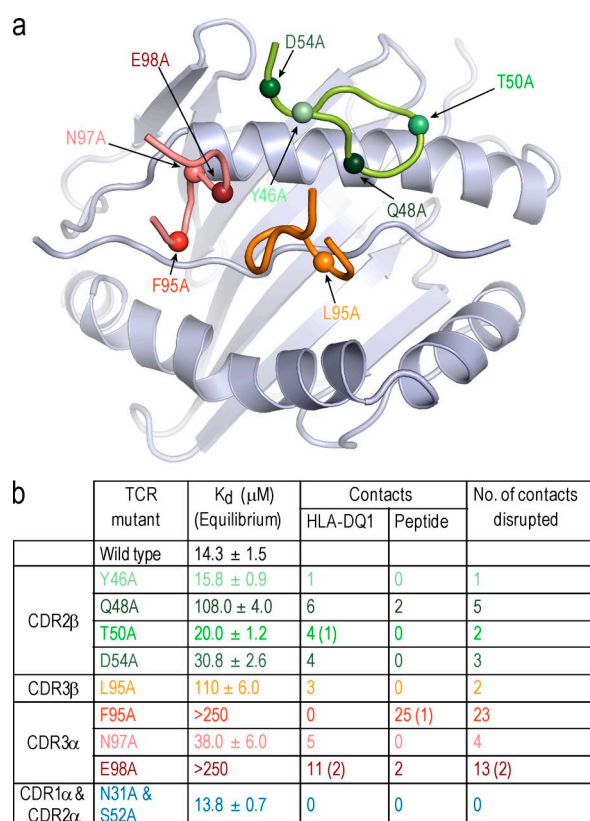 a
D54A
E98A
T50A
N97A
Y46A
Q48A
F95A
L95A
b
TCR mutant K_d (μM) (Equilibrium) Contacts No. of contacts disrupted
HLA-DQ1 Peptide
Wild type 14.3 ± 1.5
CDR2β
Y46A 15.8 ± 0.9 1 0 1
Q48A 108.0 ± 4.0 6 2 5
T50A 20.0 ± 1.2 4 (1) 0 2
D54A 30.8 ± 2.6 4 0 3
CDR3β L95A 110 ± 6.0 3 0 2
CDR3α
F95A >250 0 25 (1) 23
N97A 38.0 ± 6.0 5 0 4
E98A >250 11 (2) 2 13 (2)
CDR1α & CDR2α N31A & S52A 13.8 ± 0.7 0 0 0